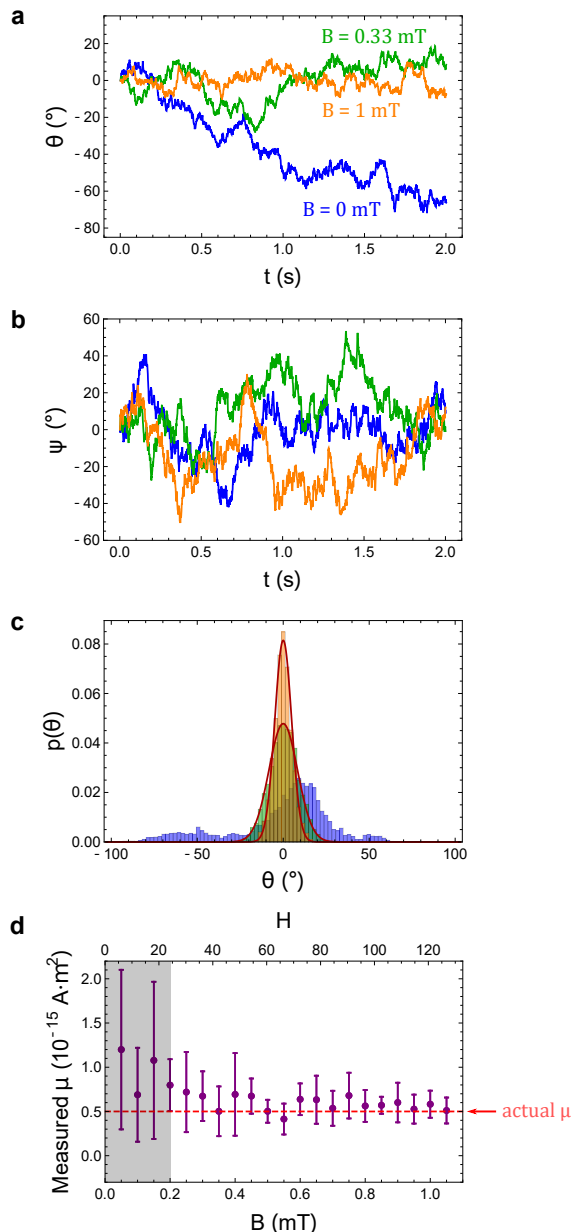 a
B = 0.33 mT
B = 1 mT
B = 0 mT
20
0
- 20
- 40
- 60
- 80
θ (°)
0.0 0.5 1.0 1.5 2.0
t (s)
b
60
40
20
0
- 20
- 40
- 60
ψ (°)
0.0 0.5 1.0 1.5 2.0
t (s)
c
0.08
0.06
0.04
0.02
0.00
p(θ)
- 100 - 50 0 50 100
θ (°)
d
H
0 20 40 60 80 100 120
2.0
1.5
1.0
0.5
0.0
Measured μ (10⁻¹⁵ A·m²)
actual μ
0.0 0.2 0.4 0.6 0.8 1.0
B (mT)